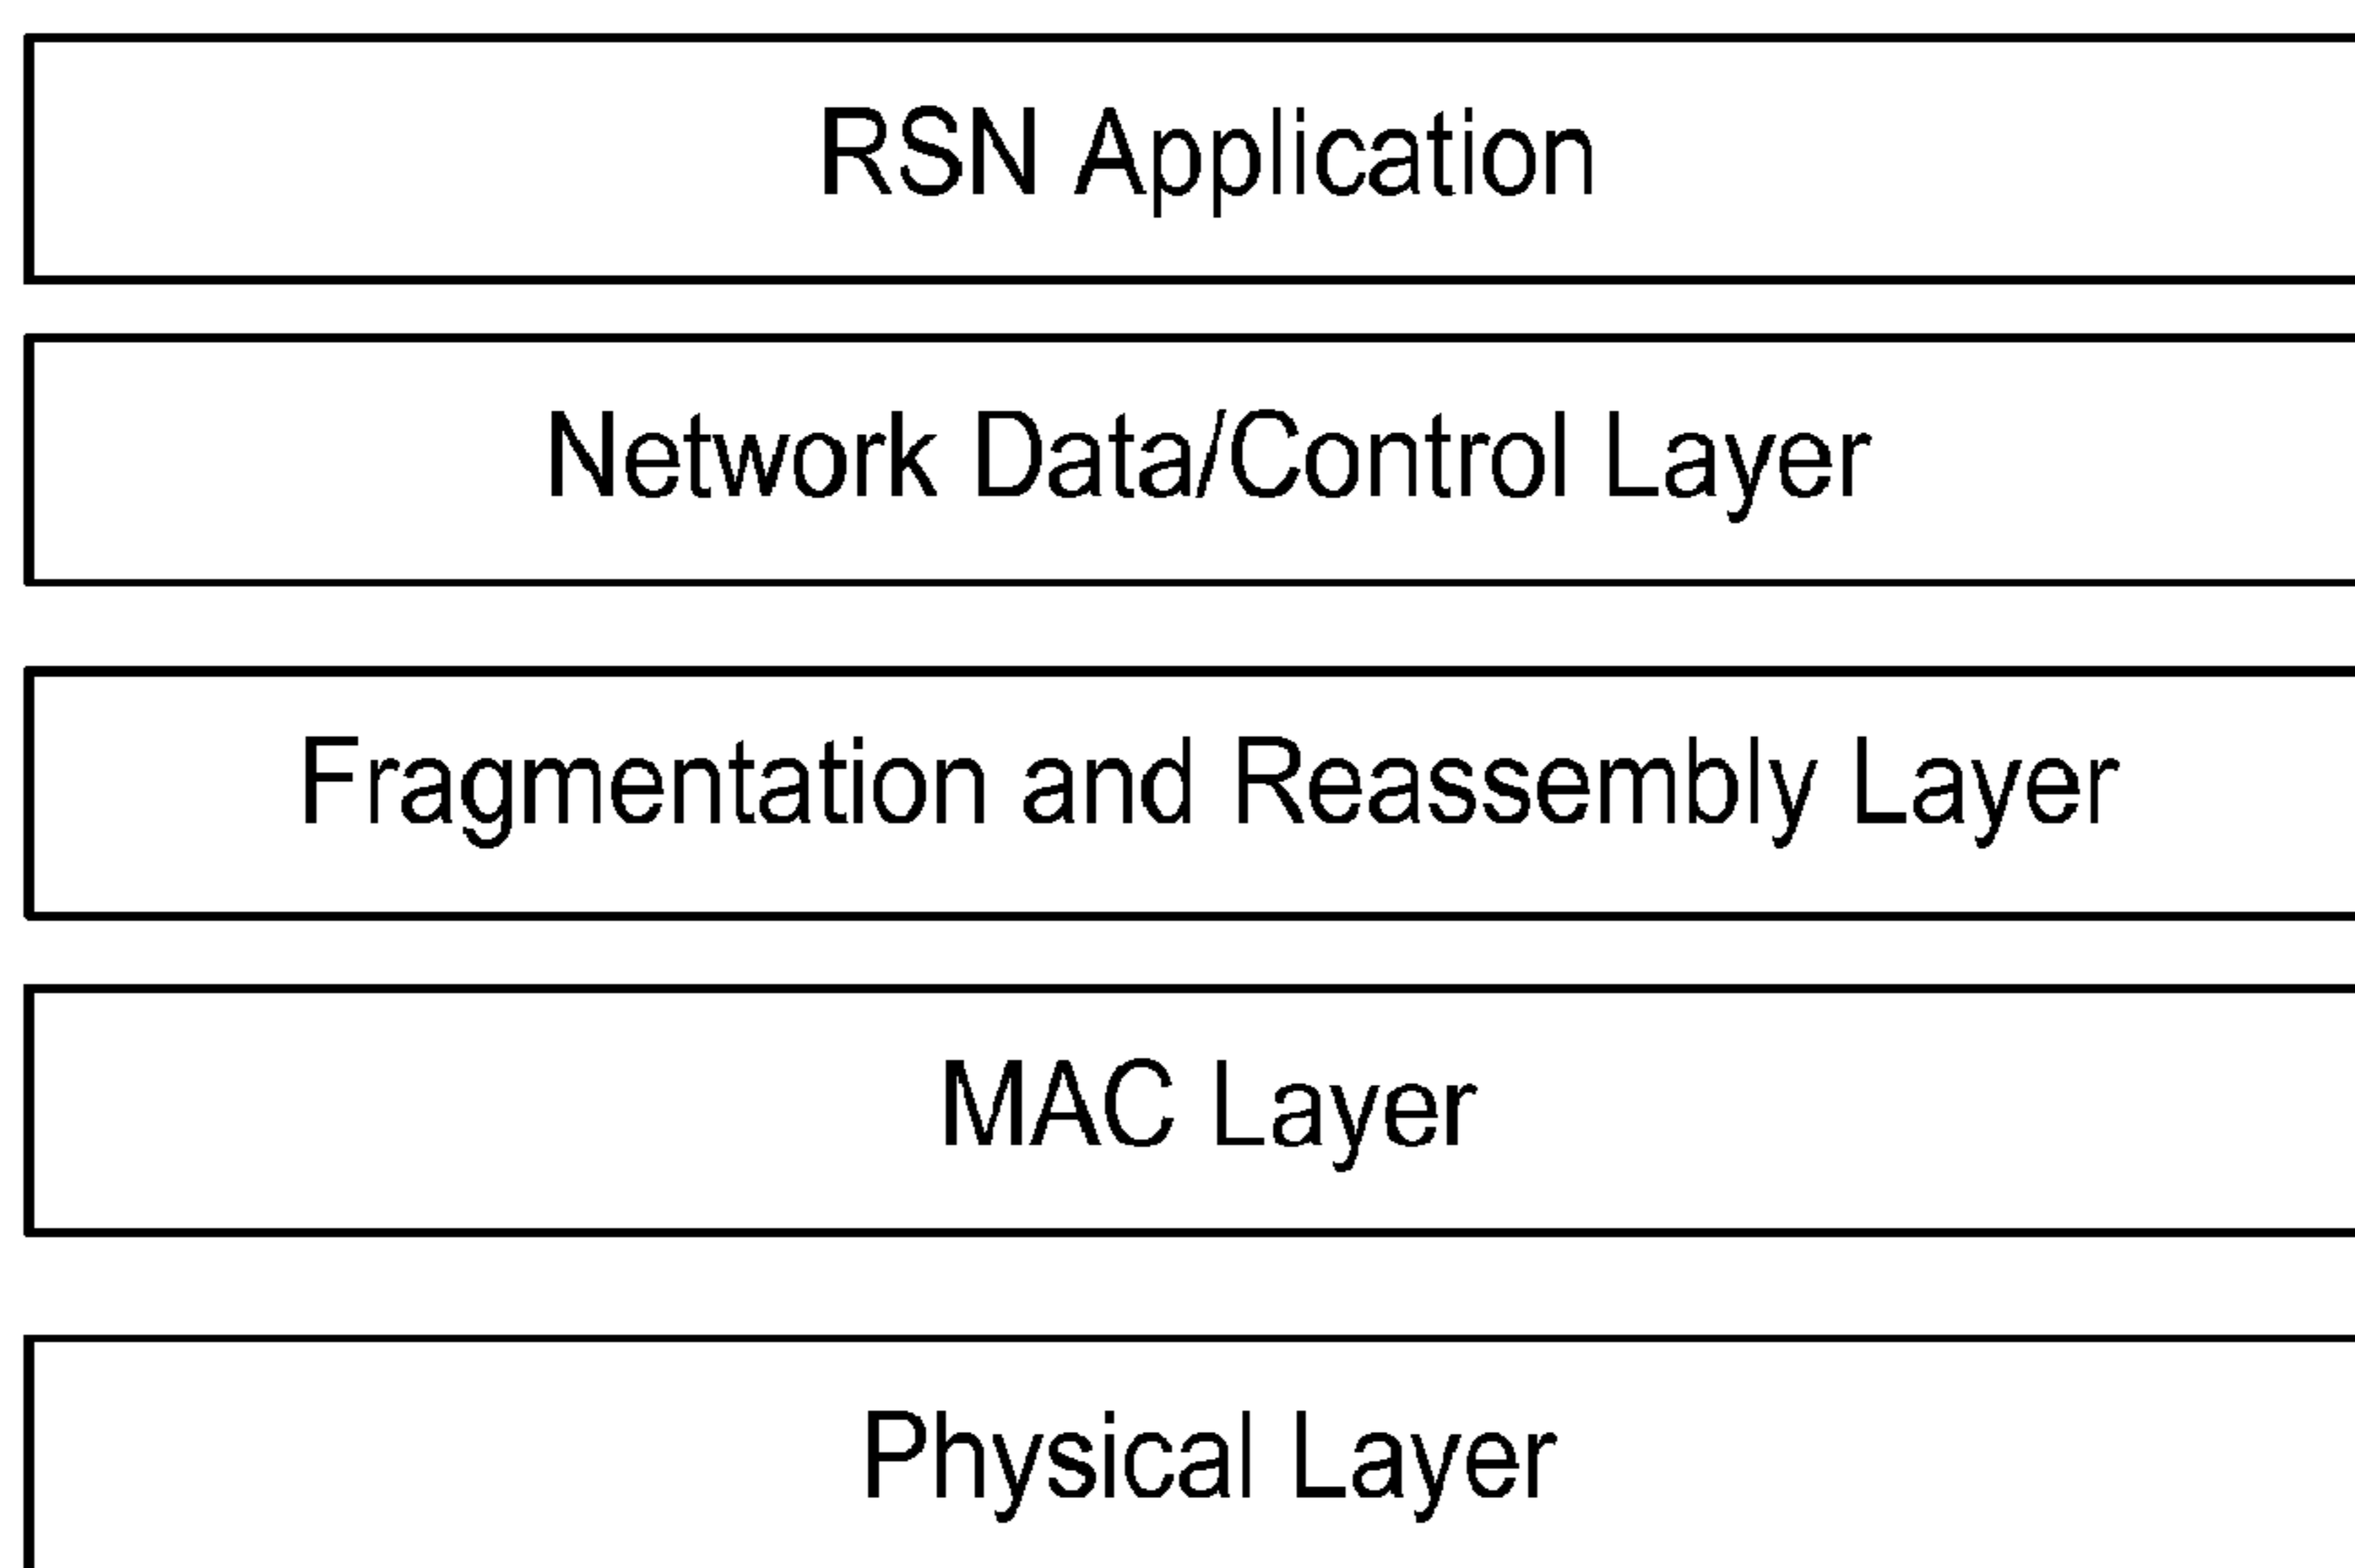 RSN Application
Network Data/Control Layer
Fragmentation and Reassembly Layer
MAC Layer
Physical Layer